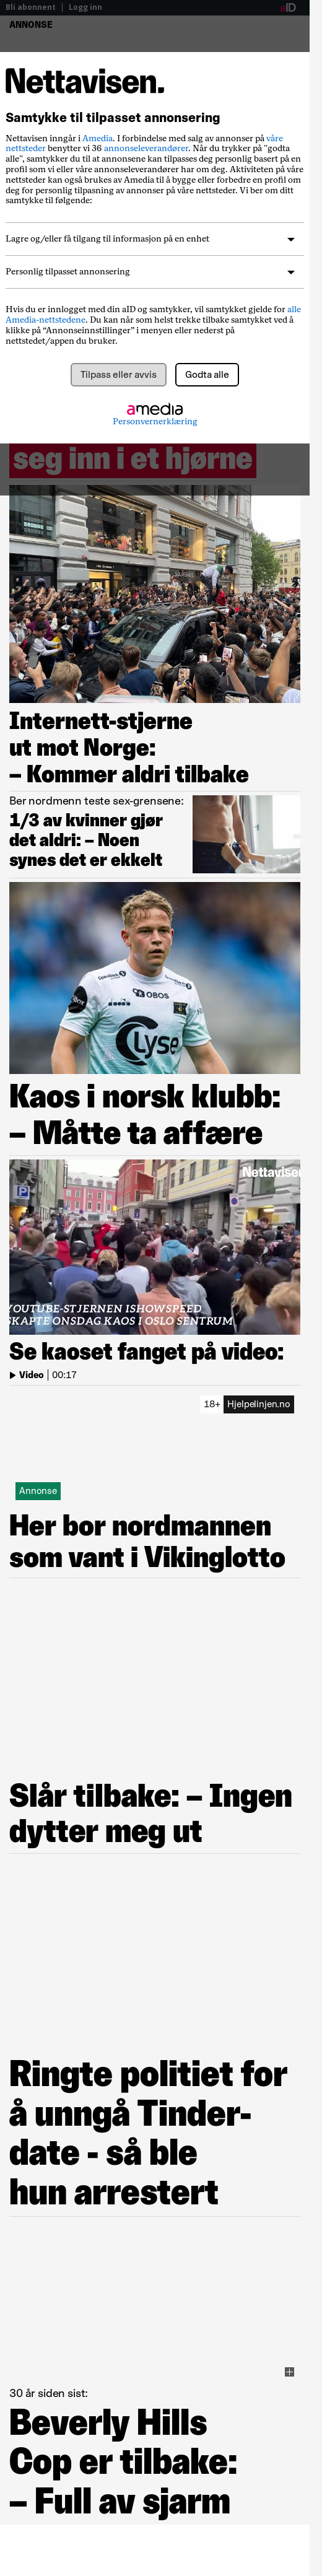 Bli abonnent | Logg inn aID
ANNONSE
Nettavisen.
Samtykke til tilpasset annonsering
Nettavisen inngår i Amedia. I forbindelse med salg av annonser på våre
nettsteder benytter vi 36 annonseleverandører. Når du trykker på "godta
alle", samtykker du til at annonsene kan tilpasses deg personlig basert på en
profil som vi eller våre annonseleverandører har om deg. Aktiviteten på våre
nettsteder kan også brukes av Amedia til å bygge eller forbedre en profil om
deg for personlig tilpasning av annonser på våre nettsteder. Vi ber om ditt
samtykke til følgende:
Lagre og/eller få tilgang til informasjon på en enhet
Personlig tilpasset annonsering
Hvis du er innlogget med din aID og samtykker, vil samtykket gjelde for alle
Amedia-nettstedene. Du kan når som helst trekke tilbake samtykket ved å
klikke på “Annonseinnstillinger” i menyen eller nederst på
nettstedet/appen du bruker.
Tilpass eller avvis
Godta alle
amedia
Personvernerklæring
seg inn i et hjørne
Internett-stjerne
ut mot Norge:
– Kommer aldri tilbake
Ber nordmenn teste sex-grensene:
1/3 av kvinner gjør
det aldri: – Noen
synes det er ekkelt
OBOS
Lyse
Kaos i norsk klubb:
– Måtte ta affære
Nettavisen
P
YOUTUBE-STJERNEN ISHOWSPEED
SKAPTE ONSDAG KAOS I OSLO SENTRUM
Se kaoset fanget på video:
Video | 00:17
18+ Hjelpelinjen.no
Annonse
Her bor nordmannen
som vant i Vikinglotto
Slår tilbake: – Ingen
dytter meg ut
Ringte politiet for
å unngå Tinder-
date - så ble
hun arrestert
30 år siden sist:
Beverly Hills
Cop er tilbake:
– Full av sjarm